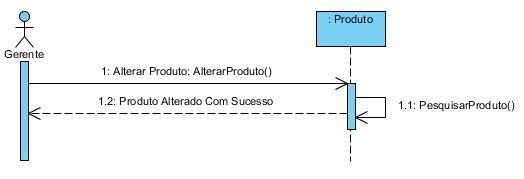 : Produto
Gerente
1: Alterar Produto: AlterarProduto()
1.2: Produto Alterado Com Sucesso
1.1: PesquisarProduto()